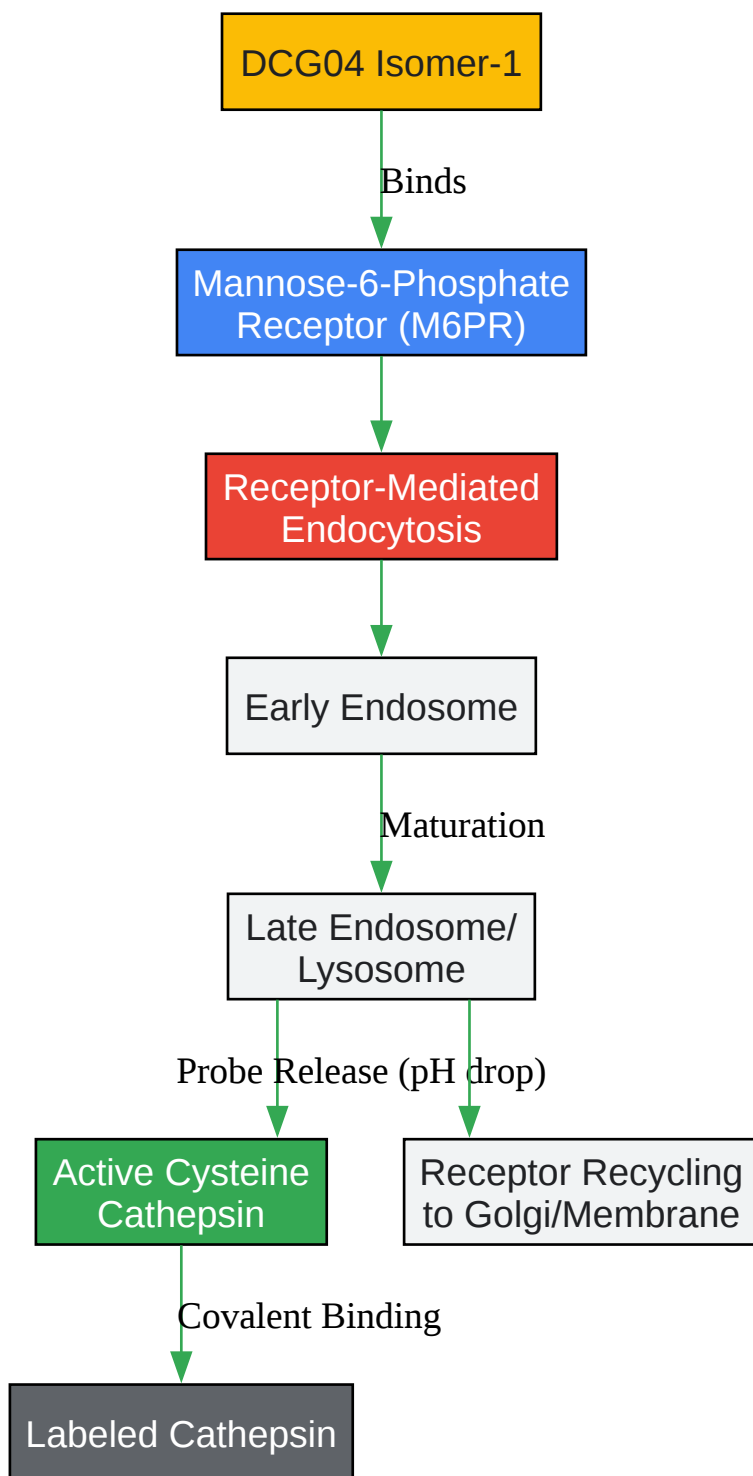 DCG04 Isomer-1
Binds
Mannose-6-Phosphate
Receptor (M6PR)
Receptor-Mediated
Endocytosis
Early Endosome
Maturation
Late Endosome/
Lysosome
Probe Release (pH drop)
Active Cysteine
Cathepsin
Receptor Recycling
to Golgi/Membrane
Covalent Binding
Labeled Cathepsin